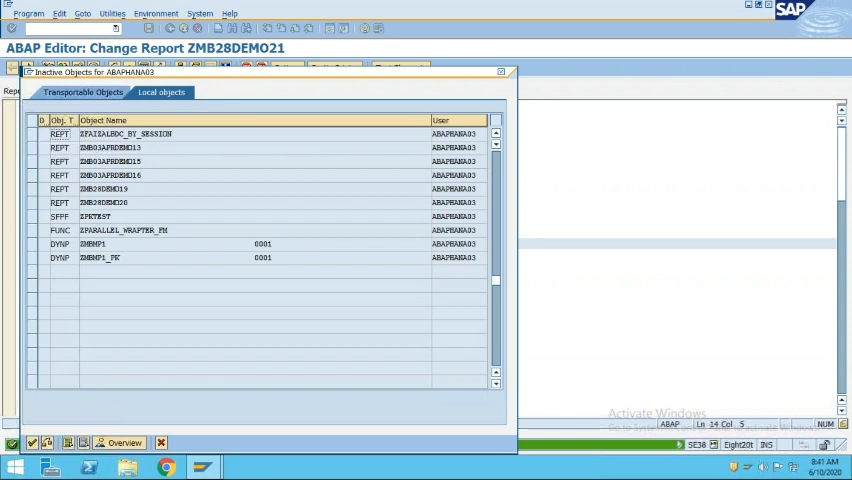 Program Edit Goto Utilities Environment System Help
SAP
ABAP Editor: Change Report ZMB28DEMO21
Inactive Objects for ABAPHANA03
Transportable Objects Local objects
D. Obj. T Object Name User
REPT ZFAIZALBDC_BY_SESSION ABAPHANA03
REPT ZMB03APRDEMO13 ABAPHANA03
REPT ZMB03APRDEMO15 ABAPHANA03
REPT ZMB03APRDEMO16 ABAPHANA03
REPT ZMB28DEMO19 ABAPHANA03
REPT ZMB28DEMO20 ABAPHANA03
SFPF ZPKTEST ABAPHANA03
FUNC ZPARALLEL_WRAPTER_FM ABAPHANA03
DYNP ZMBMP1 0001 ABAPHANA03
DYNP ZMBMP1_PK 0001 ABAPHANA03
Activate Windows
ABAP Ln 14 Col 5 NUM
Overview
SE38 Eight20t INS
8:41 AM
6/10/2020